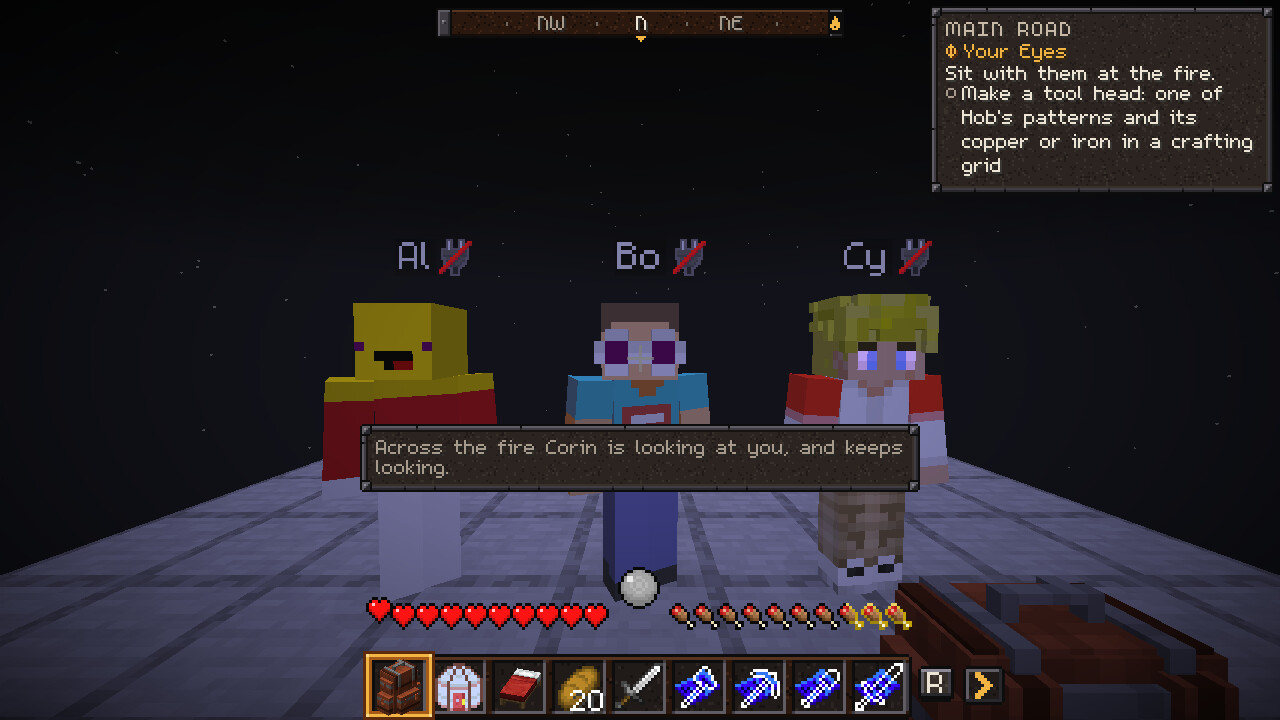 NW N NE
MAIN ROAD
Your Eyes
Sit with them at the fire.
Make a tool head: one of
Hob's patterns and its
copper or iron in a crafting
grid
Al Bo Cy
Across the fire Corin is looking at you, and keeps
looking.
20
R